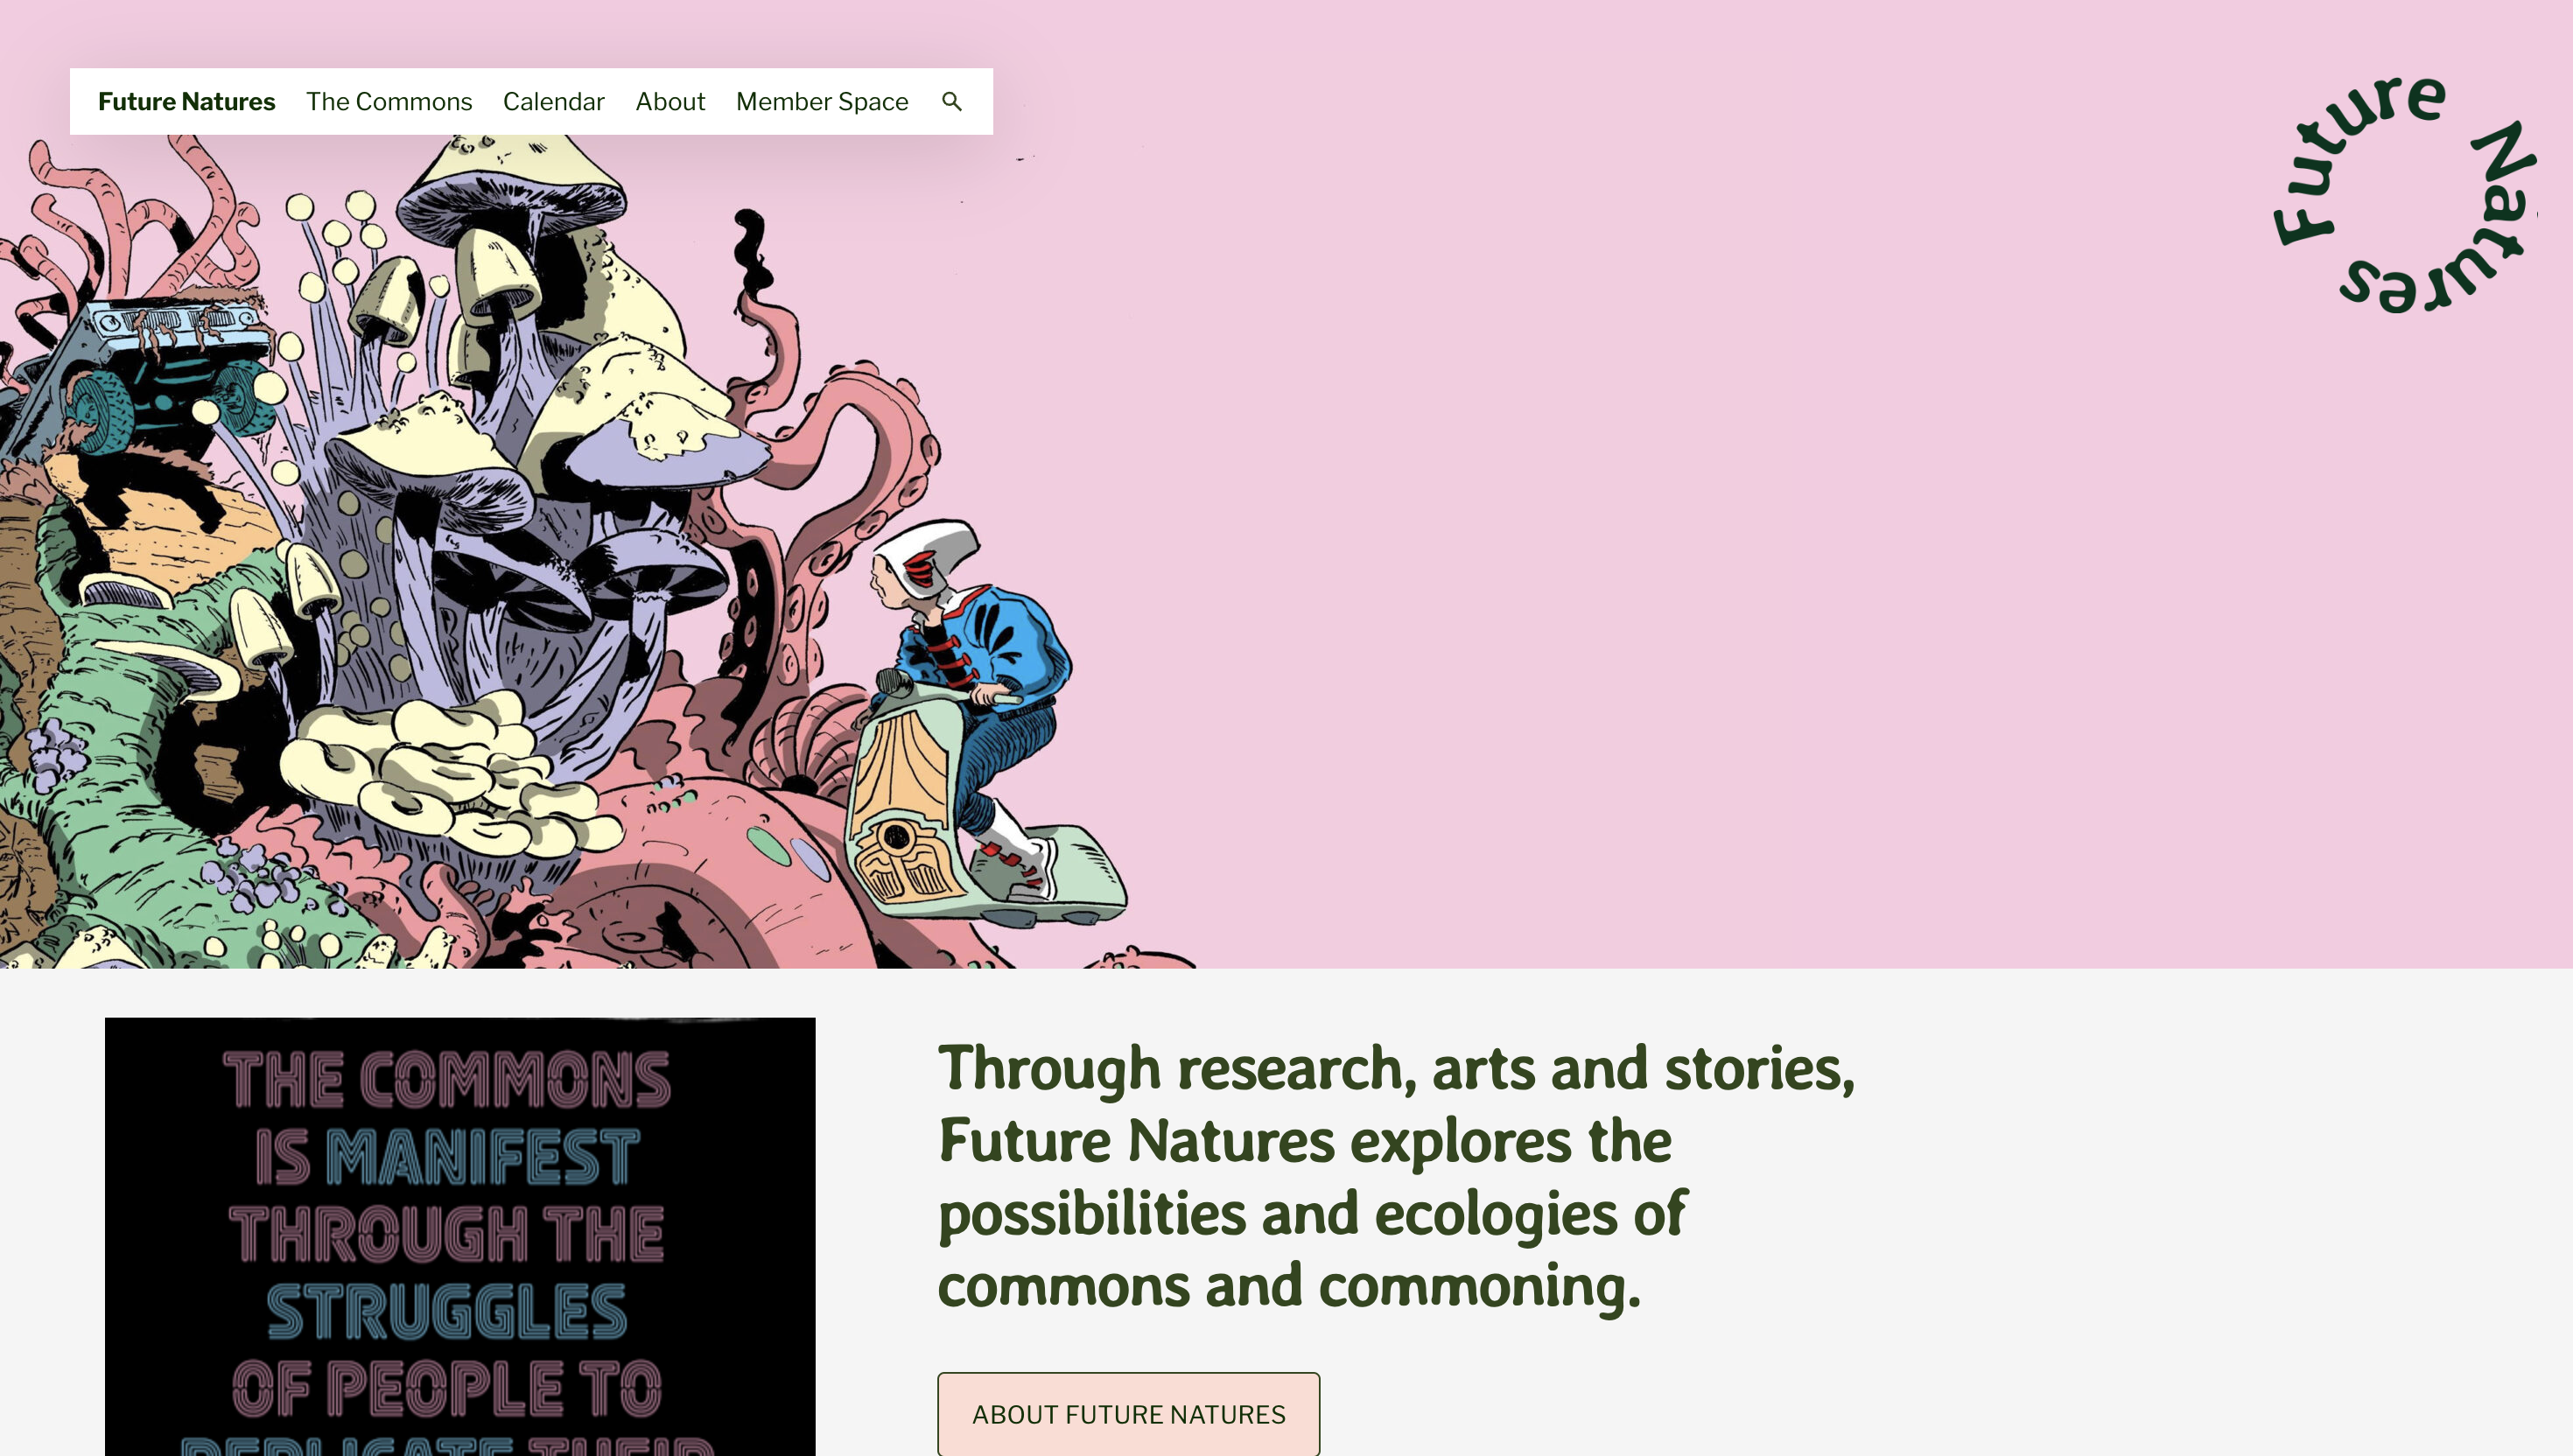 Future Natures The Commons Calendar About Member Space
Future Natures
THE COMMONS
IS MANIFEST
THROUGH THE
STRUGGLES
OF PEOPLE TO
REPLICATE THEIR
Through research, arts and stories,
Future Natures explores the
possibilities and ecologies of
commons and commoning.
ABOUT FUTURE NATURES